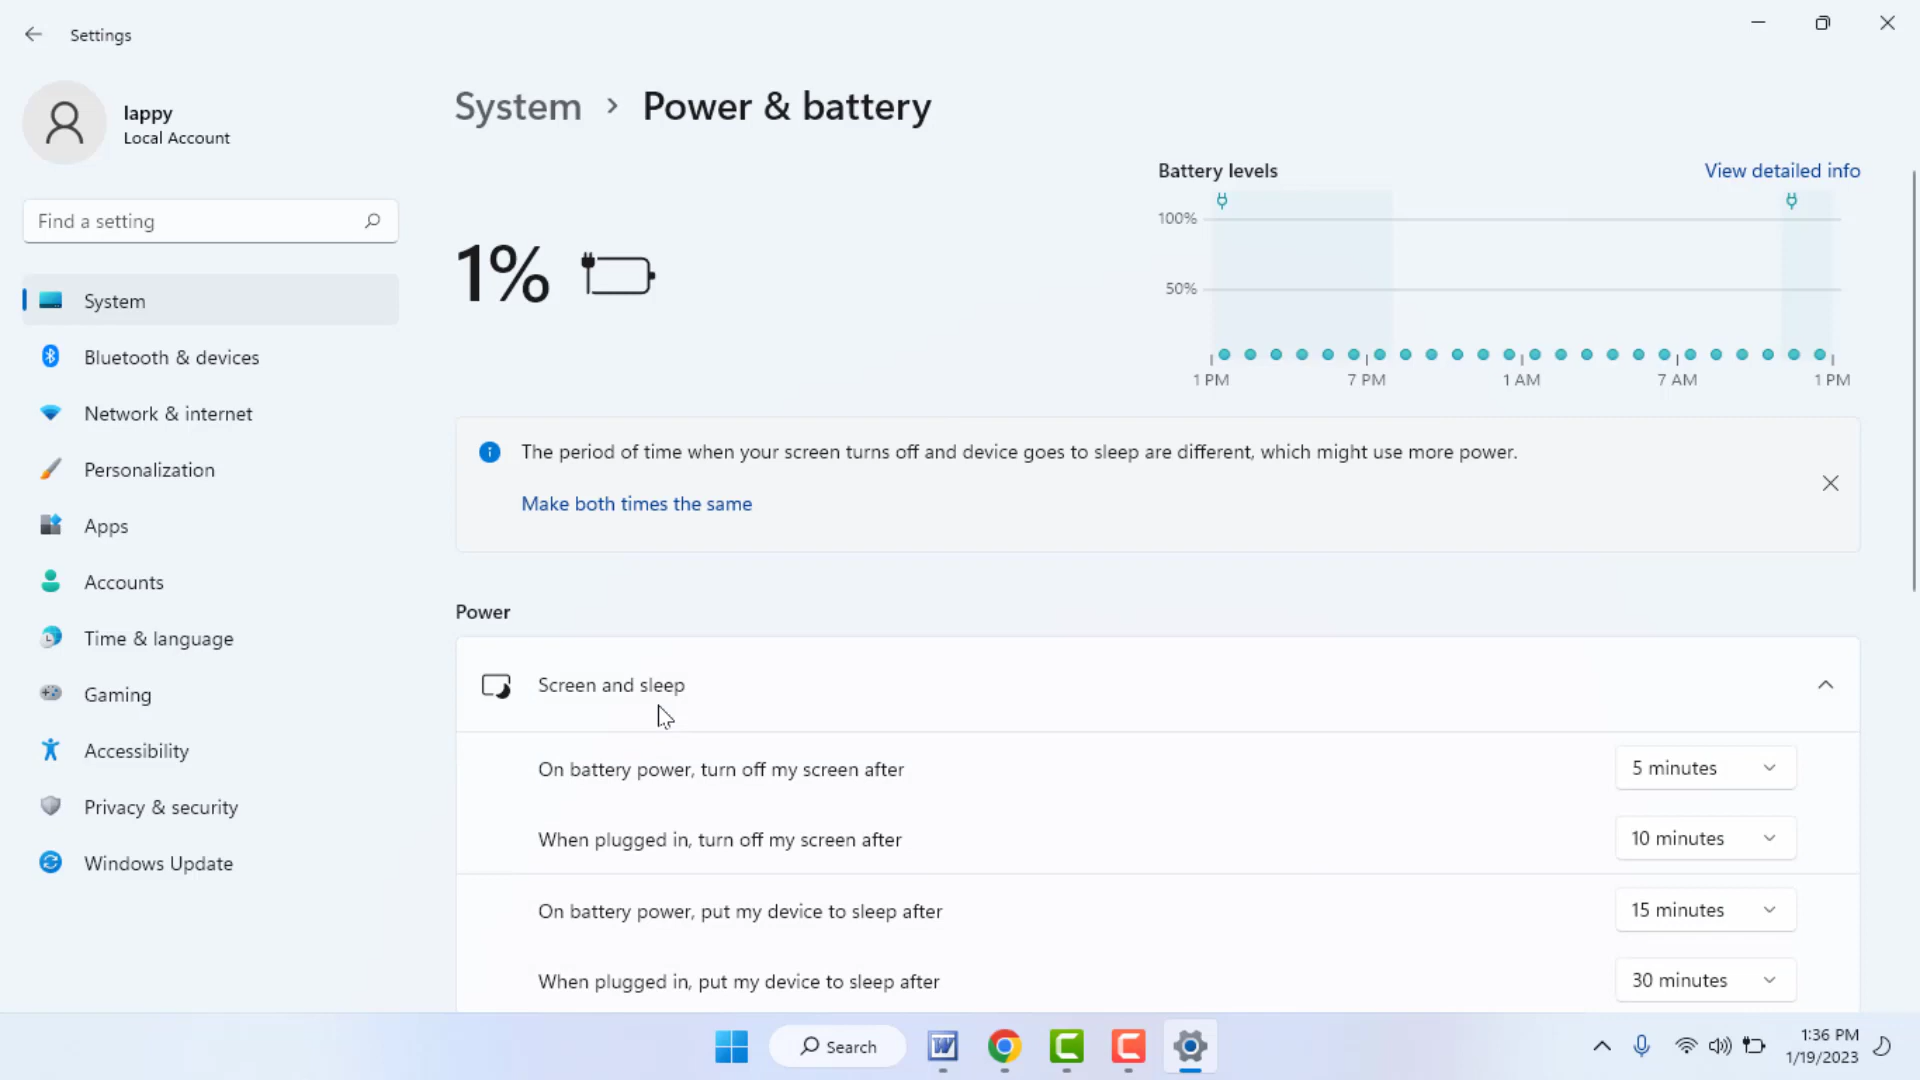 Settings
lappy
Local Account
Find a setting
System
Bluetooth & devices
Network & internet
Personalization
Apps
Accounts
Time & language
Gaming
Accessibility
Privacy & security
Windows Update
System > Power & battery
1%
Battery levels
View detailed info
100%
50%
1 PM 7 PM 1 AM 7 AM 1 PM
The period of time when your screen turns off and device goes to sleep are different, which might use more power.
Make both times the same
Power
Screen and sleep
On battery power, turn off my screen after 5 minutes
When plugged in, turn off my screen after 10 minutes
On battery power, put my device to sleep after 15 minutes
When plugged in, put my device to sleep after 30 minutes
Search
1:36 PM
1/19/2023